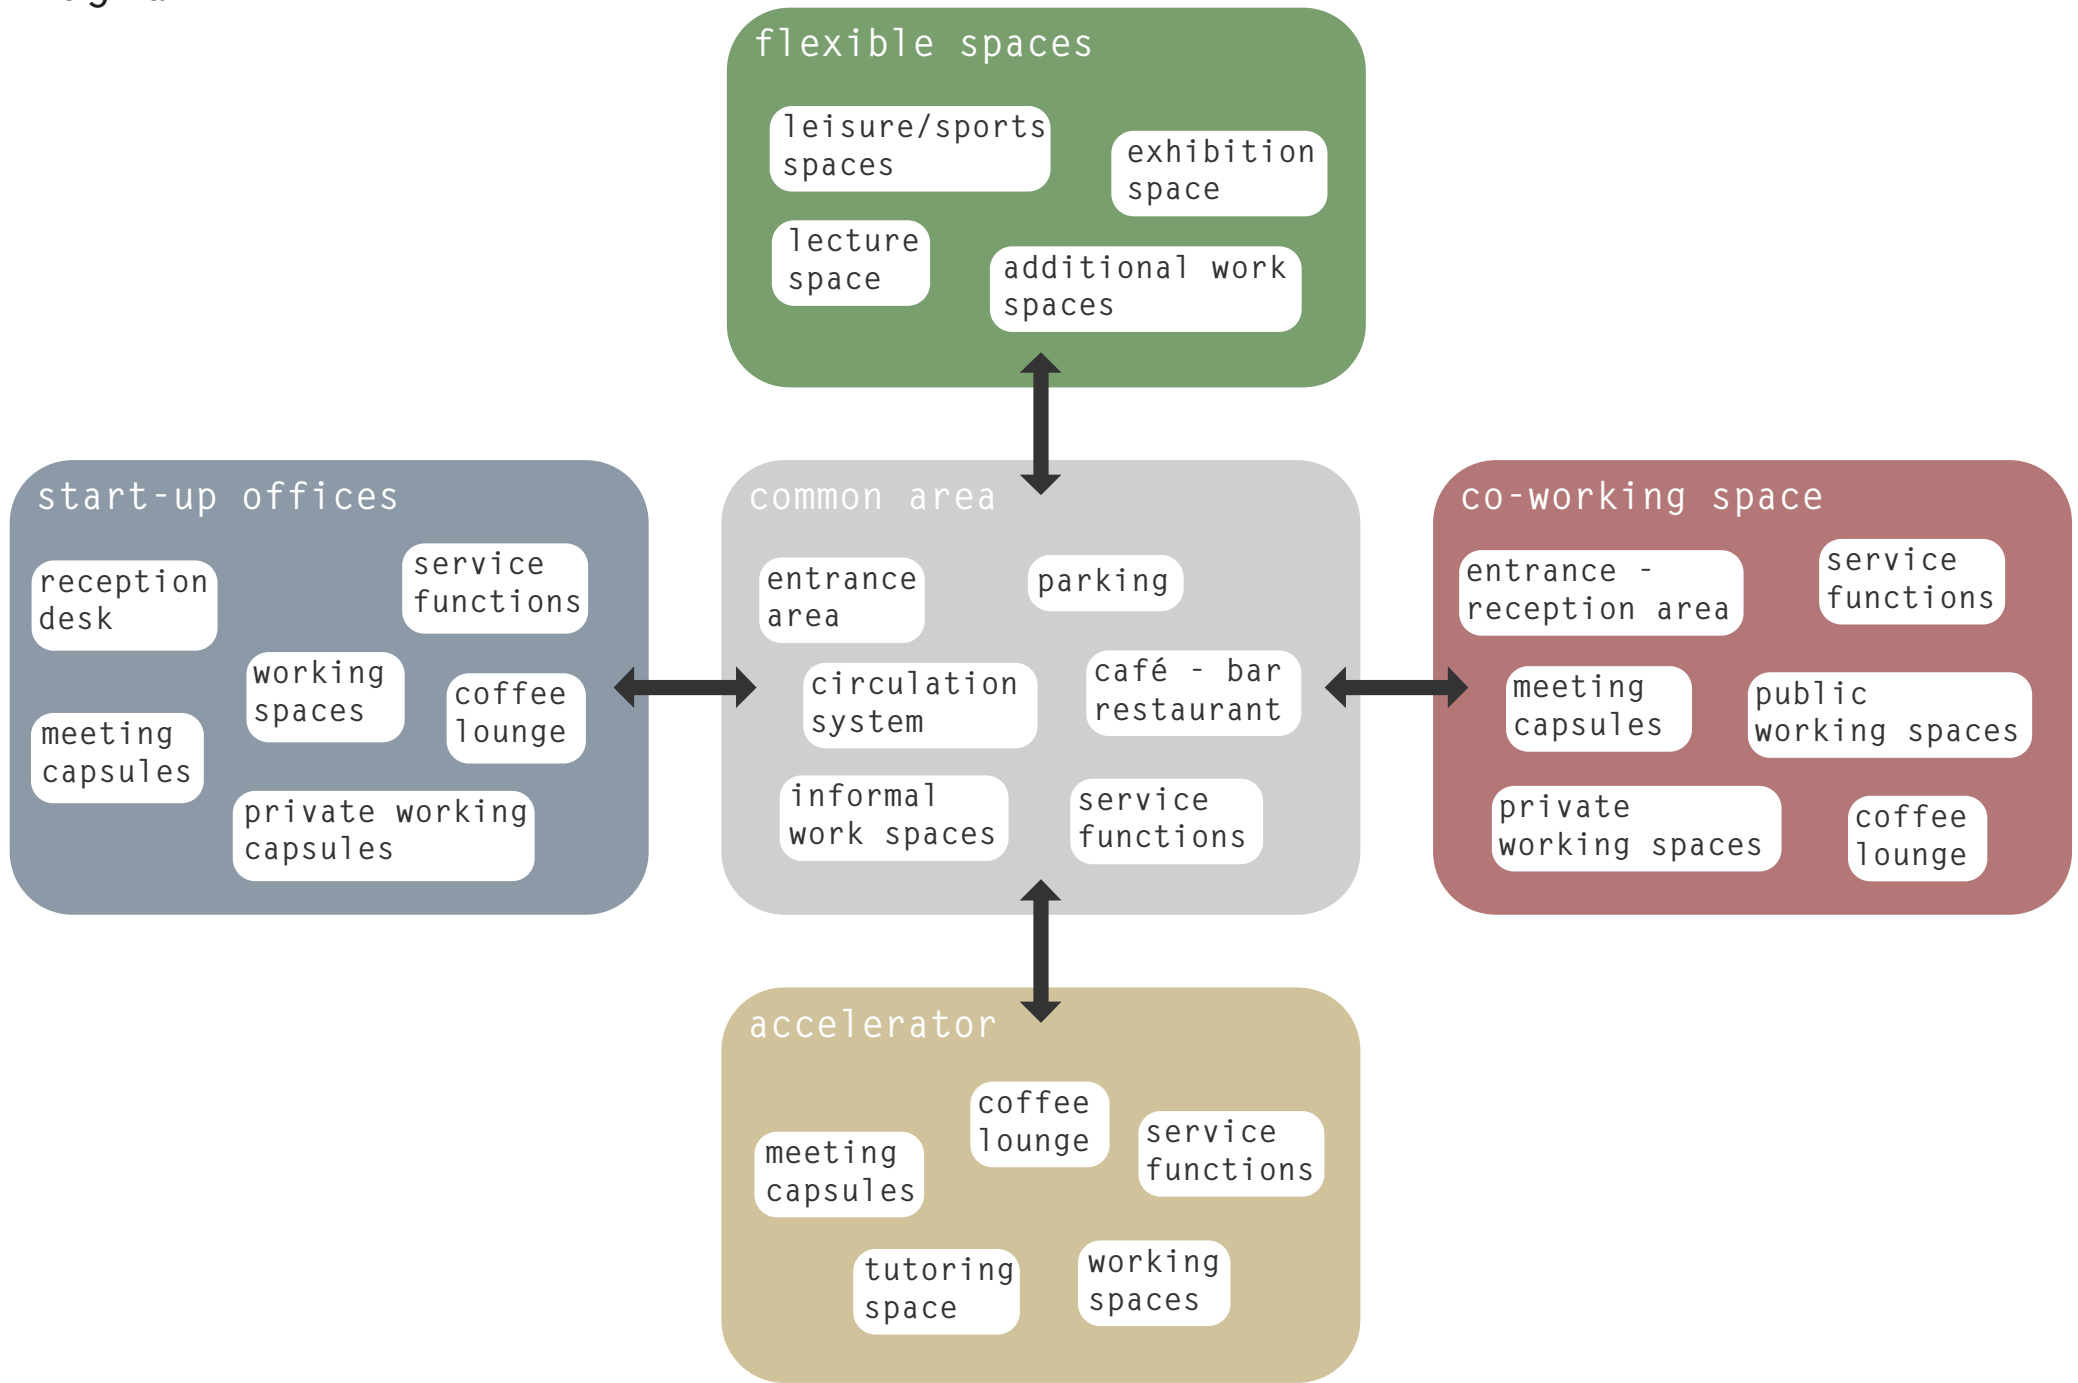 flexible spaces
leisure/sports
spaces
exhibition
space
lecture
space
additional work
spaces
start-up offices
reception
desk
service
functions
working
spaces
coffee
lounge
meeting
capsules
private working
capsules
common area
entrance
area
parking
circulation
system
café - bar
restaurant
informal
work spaces
service
functions
co-working space
entrance -
reception area
service
functions
meeting
capsules
public
working spaces
private
working spaces
coffee
lounge
accelerator
coffee
lounge
service
functions
meeting
capsules
tutoring
space
working
spaces